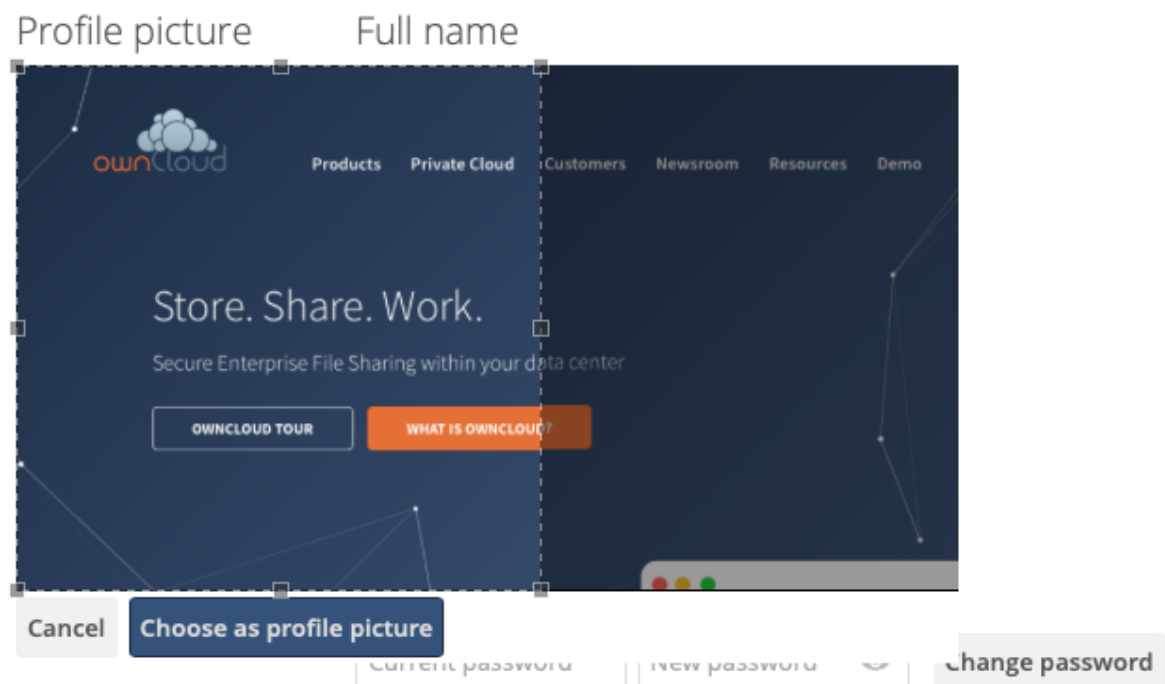 Profile picture Full name
ownCloud
Products Private Cloud Customers Newsroom Resources Demo
Store. Share. Work.
Secure Enterprise File Sharing within your data center
OWNCLOUD TOUR WHAT IS OWNCLOUD?
Cancel Choose as profile picture
Current password New password Change password